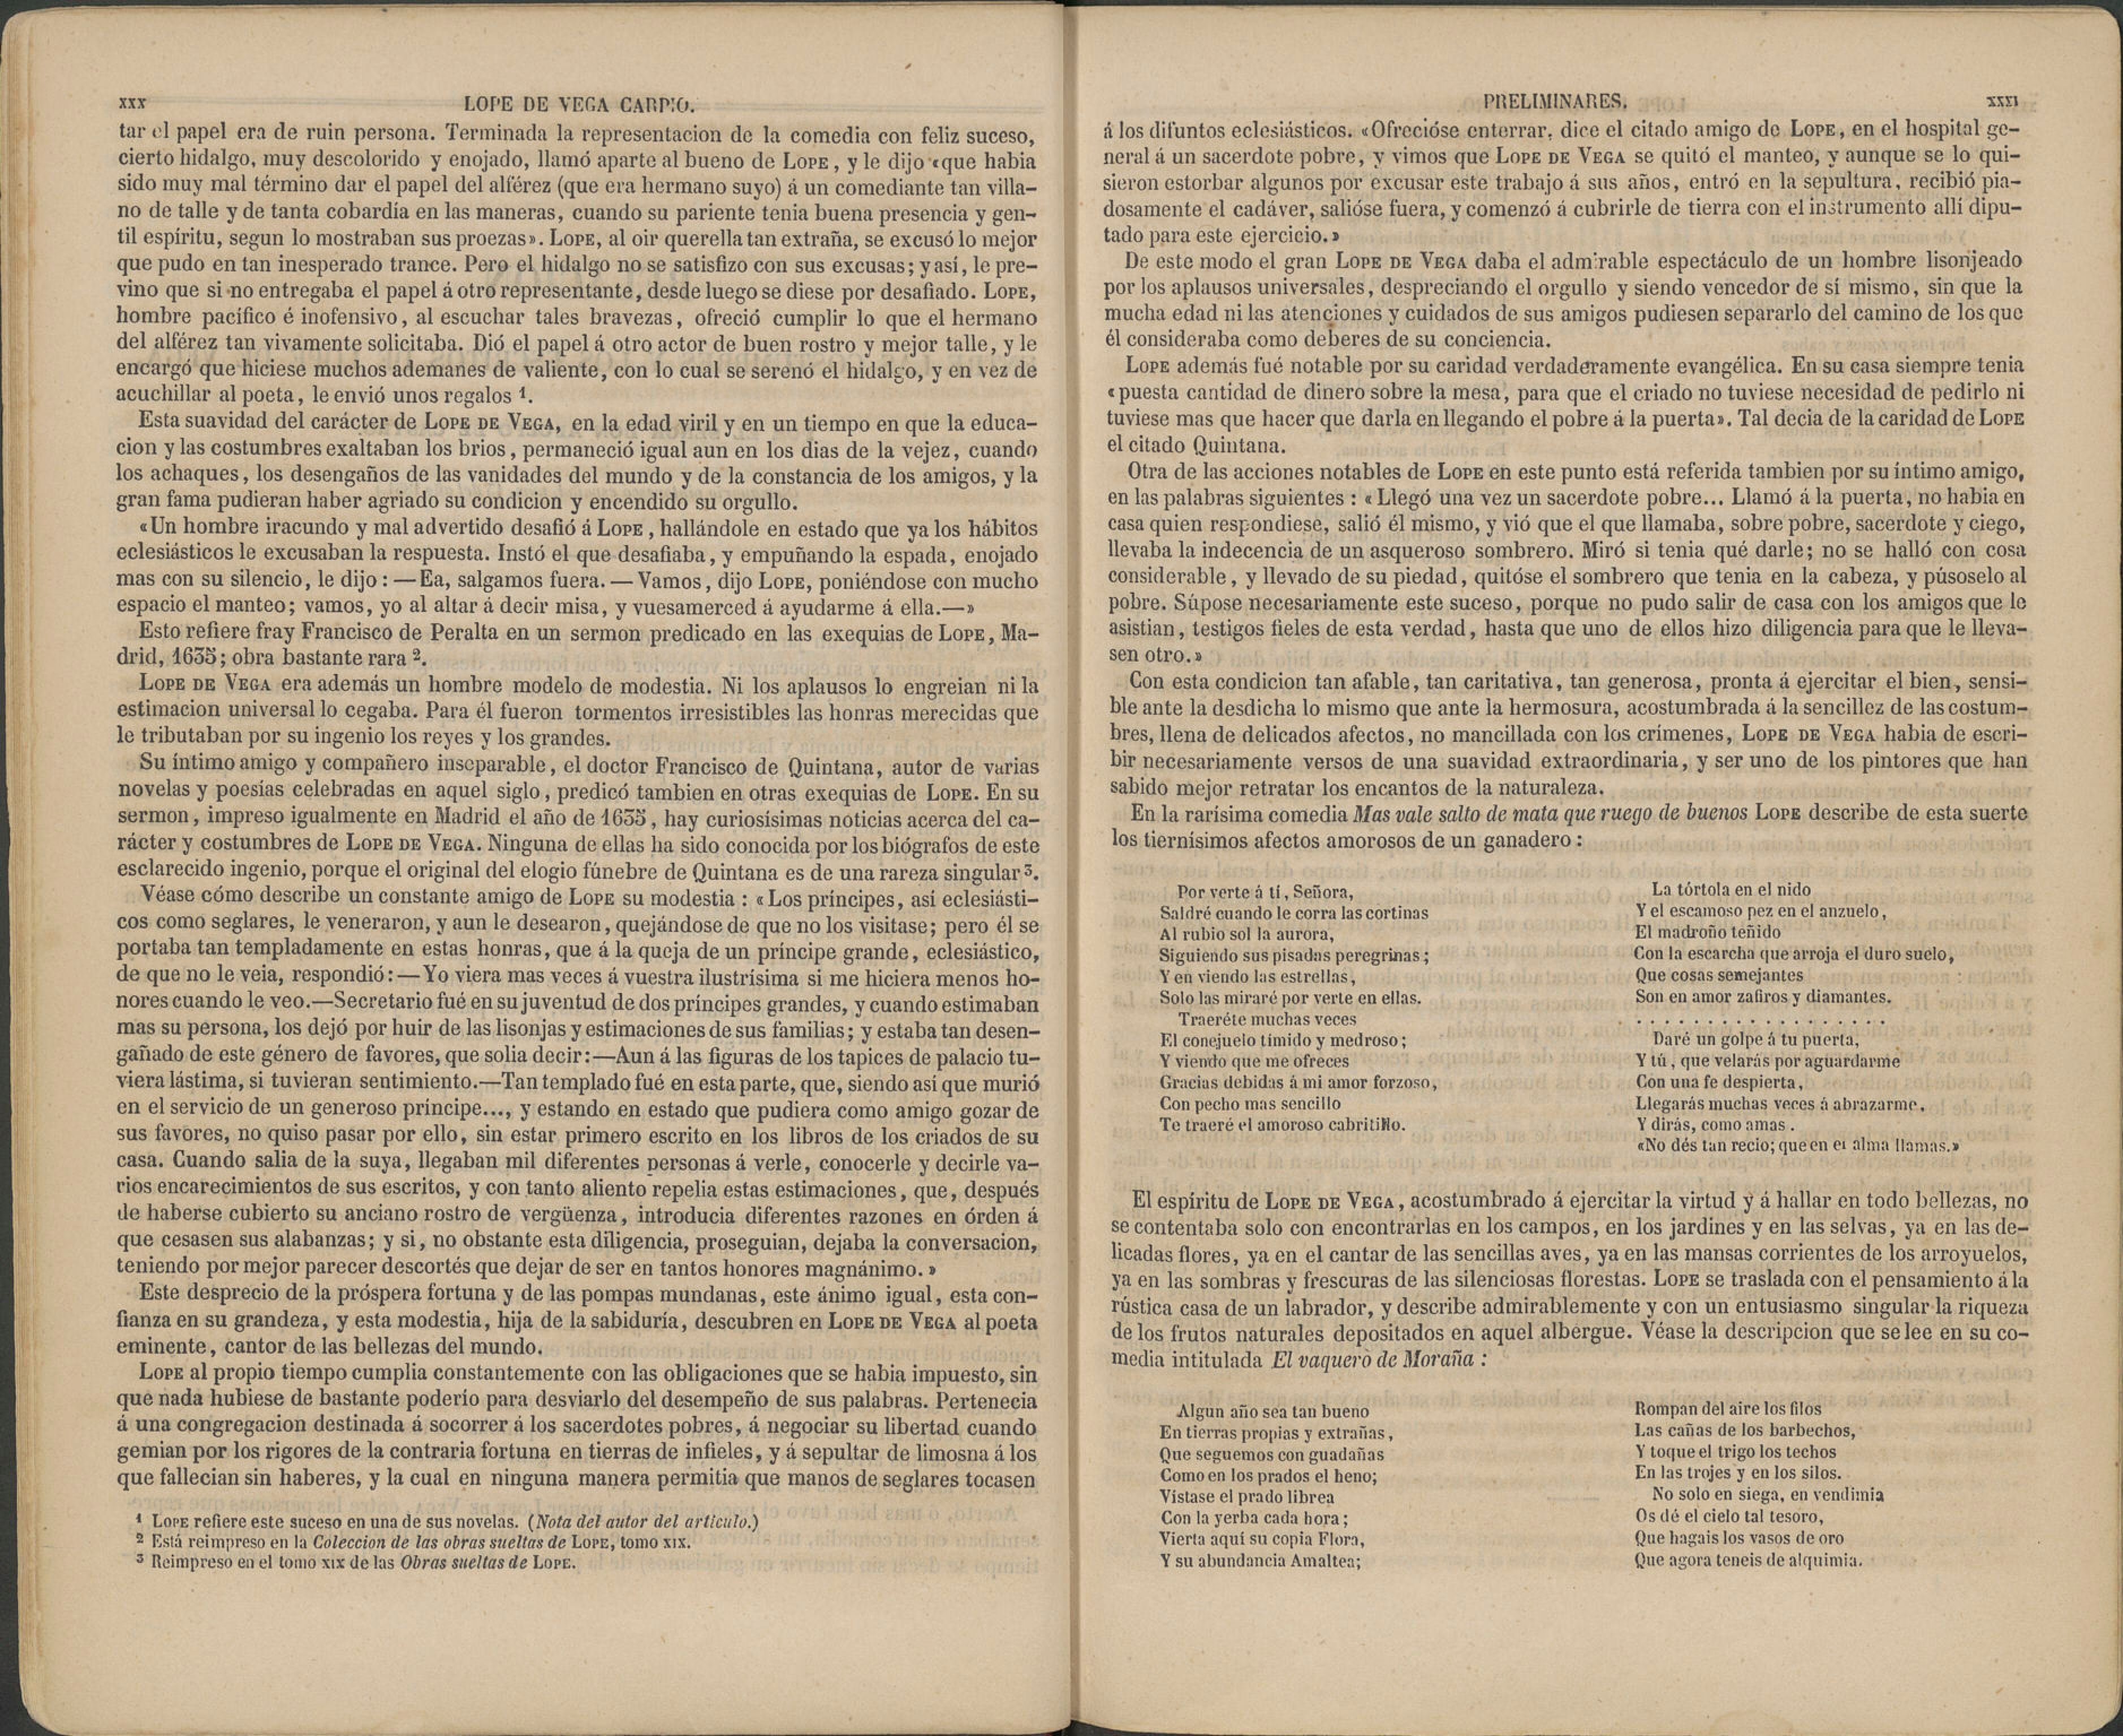 xxx LOPE DE VEGA CARPIO.
tar el papel era de ruin persona. Terminada la representacion de la comedia con feliz suceso,
cierto hidalgo, muy descolorido y enojado, llamó aparte al bueno de LOPE, y le dijo «que habia
sido muy mal término dar el papel del alférez (que era hermano suyo) á un comediante tan villa-
no de talle y de tanta cobardía en las maneras, cuando su pariente tenia buena presencia y gen-
til espíritu, segun lo mostraban sus proezas». LOPE, al oir querella tan extraña, se excusó lo mejor
que pudo en tan inesperado trance. Pero el hidalgo no se satisfizo con sus excusas; y así, le pre-
vino que si no entregaba el papel á otro representante, desde luego se diese por desafiado. LOPE,
hombre pacífico é inofensivo, al escuchar tales bravezas, ofreció cumplir lo que el hermano
del alférez tan vivamente solicitaba. Dió el papel á otro actor de buen rostro y mejor talle, y le
encargó que hiciese muchos ademanes de valiente, con lo cual se serenó el hidalgo, y en vez de
acuchillar al poeta, le envió unos regalos 1.
Esta suavidad del carácter de LOPE DE VEGA, en la edad viril y en un tiempo en que la educa-
cion y las costumbres exaltaban los brios, permaneció igual aun en los dias de la vejez, cuando
los achaques, los desengaños de las vanidades del mundo y de la constancia de los amigos, y la
gran fama pudieran haber agriado su condicion y encendido su orgullo.
«Un hombre iracundo y mal advertido desafió á LOPE, hallándole en estado que ya los hábitos
eclesiásticos le excusaban la respuesta. Instó el que desafiaba, y empuñando la espada, enojado
mas con su silencio, le dijo: —Ea, salgamos fuera. —Vamos, dijo LOPE, poniéndose con mucho
espacio el manteo; vamos, yo al altar á decir misa, y vuesamerced á ayudarme á ella.—»
Esto refiere fray Francisco de Peralta en un sermon predicado en las exequias de LOPE, Ma-
drid, 1635; obra bastante rara 2.
LOPE DE VEGA era además un hombre modelo de modestia. Ni los aplausos lo engreian ni la
estimacion universal lo cegaba. Para él fueron tormentos irresistibles las honras merecidas que
le tributaban por su ingenio los reyes y los grandes.
Su íntimo amigo y compañero inseparable, el doctor Francisco de Quintana, autor de varias
novelas y poesías celebradas en aquel siglo, predicó tambien en otras exequias de LOPE. En su
sermon, impreso igualmente en Madrid el año de 1635, hay curiosísimas noticias acerca del ca-
rácter y costumbres de LOPE DE VEGA. Ninguna de ellas ha sido conocida por los biógrafos de este
esclarecido ingenio, porque el original del elogio fúnebre de Quintana es de una rareza singular 3.
Véase cómo describe un constante amigo de LOPE su modestia: «Los príncipes, así eclesiásti-
cos como seglares, le veneraron, y aun le desearon, quejándose de que no los visitase; pero él se
portaba tan templadamente en estas honras, que á la queja de un príncipe grande, eclesiástico,
de que no le veia, respondió:—Yo viera mas veces á vuestra ilustrísima si me hiciera menos ho-
nores cuando le veo.—Secretario fué en su juventud de dos príncipes grandes, y cuando estimaban
mas su persona, los dejó por huir de las lisonjas y estimaciones de sus familias; y estaba tan desen-
gañado de este género de favores, que solia decir:—Aun á las figuras de los tapices de palacio tu-
viera lástima, si tuvieran sentimiento.—Tan templado fué en esta parte, que, siendo así que murió
en el servicio de un generoso príncipe..., y estando en estado que pudiera como amigo gozar de
sus favores, no quiso pasar por ello, sin estar primero escrito en los libros de los criados de su
casa. Cuando salia de la suya, llegaban mil diferentes personas á verle, conocerle y decirle va-
rios encarecimientos de sus escritos, y con tanto aliento repelia estas estimaciones, que, después
de haberse cubierto su anciano rostro de vergüenza, introducia diferentes razones en órden á
que cesasen sus alabanzas; y si, no obstante esta diligencia, proseguian, dejaba la conversacion,
teniendo por mejor parecer descortés que dejar de ser en tantos honores magnánimo.»
Este desprecio de la próspera fortuna y de las pompas mundanas, este ánimo igual, esta con-
fianza en su grandeza, y esta modestia, hija de la sabiduría, descubren en LOPE DE VEGA al poeta
eminente, cantor de las bellezas del mundo.
LOPE al propio tiempo cumplia constantemente con las obligaciones que se habia impuesto, sin
que nada hubiese de bastante poderío para desviarlo del desempeño de sus palabras. Pertenecia
á una congregacion destinada á socorrer á los sacerdotes pobres, á negociar su libertad cuando
gemian por los rigores de la contraria fortuna en tierras de infieles, y á sepultar de limosna á los
que fallecian sin haberes, y la cual en ninguna manera permitia que manos de seglares tocasen
1 LOPE refiere este suceso en una de sus novelas. (Nota del autor del artículo.)
2 Está reimpreso en la Coleccion de las obras sueltas de LOPE, tomo XIX.
3 Reimpreso en el tomo XIX de las Obras sueltas de LOPE.
PRELIMINARES. xxxi
á los difuntos eclesiásticos. «Ofrecióse enterrar, dice el citado amigo de LOPE, en el hospital ge-
neral á un sacerdote pobre, y vimos que LOPE DE VEGA se quitó el manteo, y aunque se lo qui-
sieron estorbar algunos por excusar este trabajo á sus años, entró en la sepultura, recibió pia-
dosamente el cadáver, salióse fuera, y comenzó á cubrirle de tierra con el instrumento allí dipu-
tado para este ejercicio.»
De este modo el gran LOPE DE VEGA daba el admirable espectáculo de un hombre lisonjeado
por los aplausos universales, despreciando el orgullo y siendo vencedor de sí mismo, sin que la
mucha edad ni las atenciones y cuidados de sus amigos pudiesen separarlo del camino de los que
él consideraba como deberes de su conciencia.
LOPE además fué notable por su caridad verdaderamente evangélica. En su casa siempre tenia
«puesta cantidad de dinero sobre la mesa, para que el criado no tuviese necesidad de pedirlo ni
tuviese mas que hacer que darla en llegando el pobre á la puerta». Tal decia de la caridad de LOPE
el citado Quintana.
Otra de las acciones notables de LOPE en este punto está referida tambien por su íntimo amigo,
en las palabras siguientes: «Llegó una vez un sacerdote pobre... Llamó á la puerta, no habia en
casa quien respondiese, salió él mismo, y vió que el que llamaba, sobre pobre, sacerdote y ciego,
llevaba la indecencia de un asqueroso sombrero. Miró si tenia qué darle; no se halló con cosa
considerable, y llevado de su piedad, quitóse el sombrero que tenia en la cabeza, y púsoselo al
pobre. Súpose necesariamente este suceso, porque no pudo salir de casa con los amigos que le
asistian, testigos fieles de esta verdad, hasta que uno de ellos hizo diligencia para que le lleva-
sen otro.»
Con esta condicion tan afable, tan caritativa, tan generosa, pronta á ejercitar el bien, sensi-
ble ante la desdicha lo mismo que ante la hermosura, acostumbrada á la sencillez de las costum-
bres, llena de delicados afectos, no mancillada con los crímenes, LOPE DE VEGA habia de escri-
bir necesariamente versos de una suavidad extraordinaria, y ser uno de los pintores que han
sabido mejor retratar los encantos de la naturaleza.
En la rarísima comedia Mas vale salto de mata que ruego de buenos LOPE describe de esta suerte
los tiernísimos afectos amorosos de un ganadero:
Por verte á tí, Señora,
Saldré cuando le corra las cortinas
Al rubio sol la aurora,
Siguiendo sus pisadas peregrinas;
Y en viendo las estrellas,
Solo las miraré por verte en ellas.
Traeréte muchas veces
El conejuelo tímido y medroso;
Y viendo que me ofreces
Gracias debidas á mi amor forzoso,
Con pecho mas sencillo
Te traeré el amoroso cabritillo.
La tórtola en el nido
Y el escamoso pez en el anzuelo,
El madroño teñido
Con la escarcha que arroja el duro suelo,
Que cosas semejantes
Son en amor zafiros y diamantes.
. . . . . . . . . . . . . . . . . .
Daré un golpe á tu puerta,
Y tú, que velarás por aguardarme
Con una fe despierta,
Llegarás muchas veces á abrazarme,
Y dirás, como amas.
«No dés tan recio; que en el alma llamas.»
El espíritu de LOPE DE VEGA, acostumbrado á ejercitar la virtud y á hallar en todo bellezas, no
se contentaba solo con encontrarlas en los campos, en los jardines y en las selvas, ya en las de-
licadas flores, ya en el cantar de las sencillas aves, ya en las mansas corrientes de los arroyuelos,
ya en las sombras y frescuras de las silenciosas florestas. LOPE se traslada con el pensamiento á la
rústica casa de un labrador, y describe admirablemente y con un entusiasmo singular la riqueza
de los frutos naturales depositados en aquel albergue. Véase la descripcion que se lee en su co-
media intitulada El vaquero de Moraña:
Algun año sea tan bueno
En tierras propias y extrañas,
Que seguemos con guadañas
Como en los prados el heno;
Vístase el prado librea
Con la yerba cada hora;
Vierta aquí su copia Flora,
Y su abundancia Amaltea;
Rompan del aire los filos
Las cañas de los barbechos,
Y toque el trigo los techos
En las trojes y en los silos.
No solo en siega, en vendimia
Os dé el cielo tal tesoro,
Que hagais los vasos de oro
Que agora teneis de alquimia.